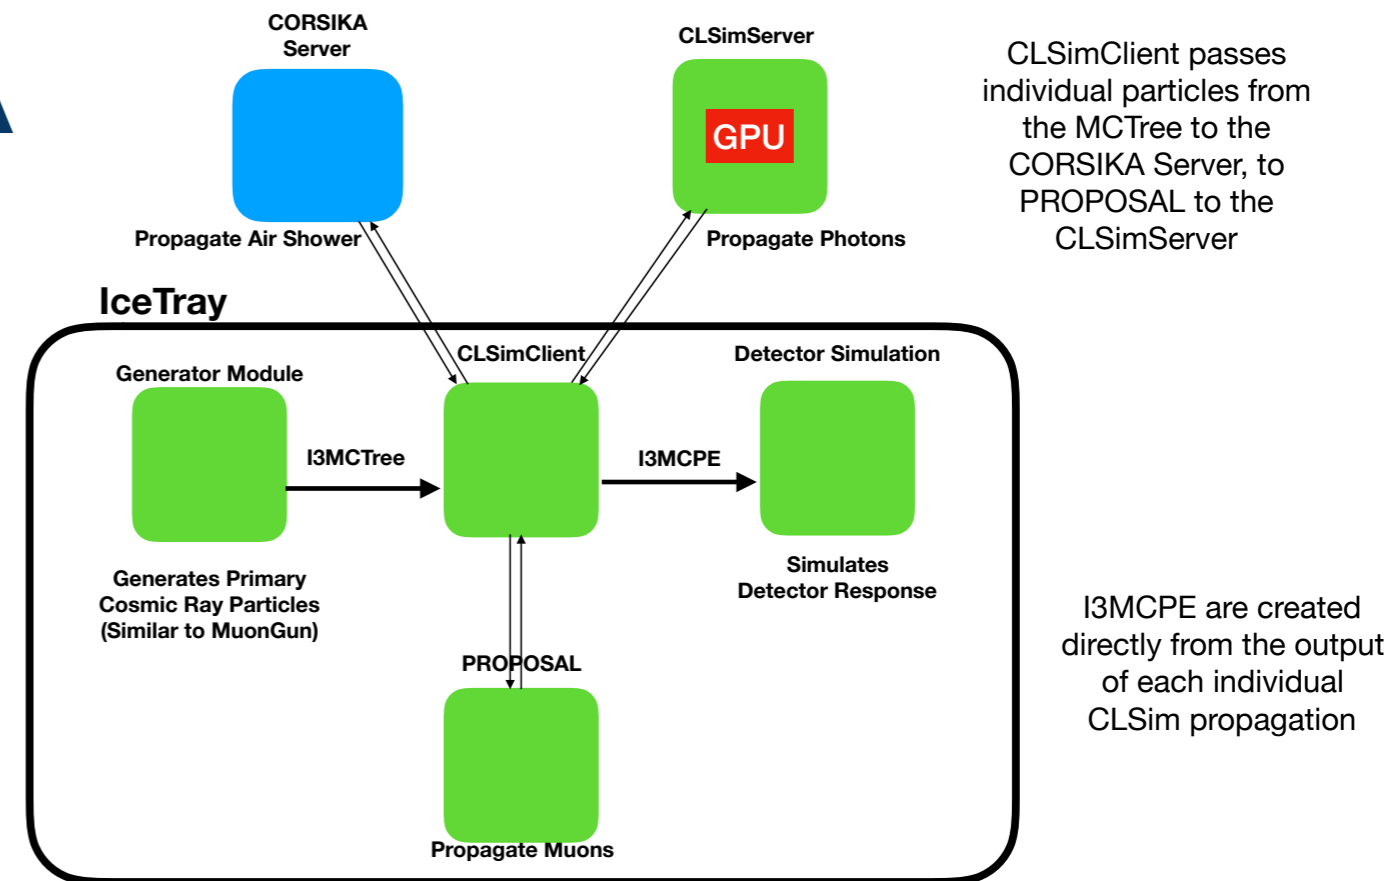 CORSIKA
Server
CLSimServer
GPU
Propagate Air Shower
Propagate Photons
CLSimClient passes
individual particles from
the MCTree to the
CORSIKA Server, to
PROPOSAL to the
CLSimServer
IceTray
Generator Module
CLSimClient
Detector Simulation
I3MCTree
I3MCPE
Generates Primary
Cosmic Ray Particles
(Similar to MuonGun)
Simulates
Detector Response
PROPOSAL
Propagate Muons
I3MCPE are created
directly from the output
of each individual
CLSim propagation